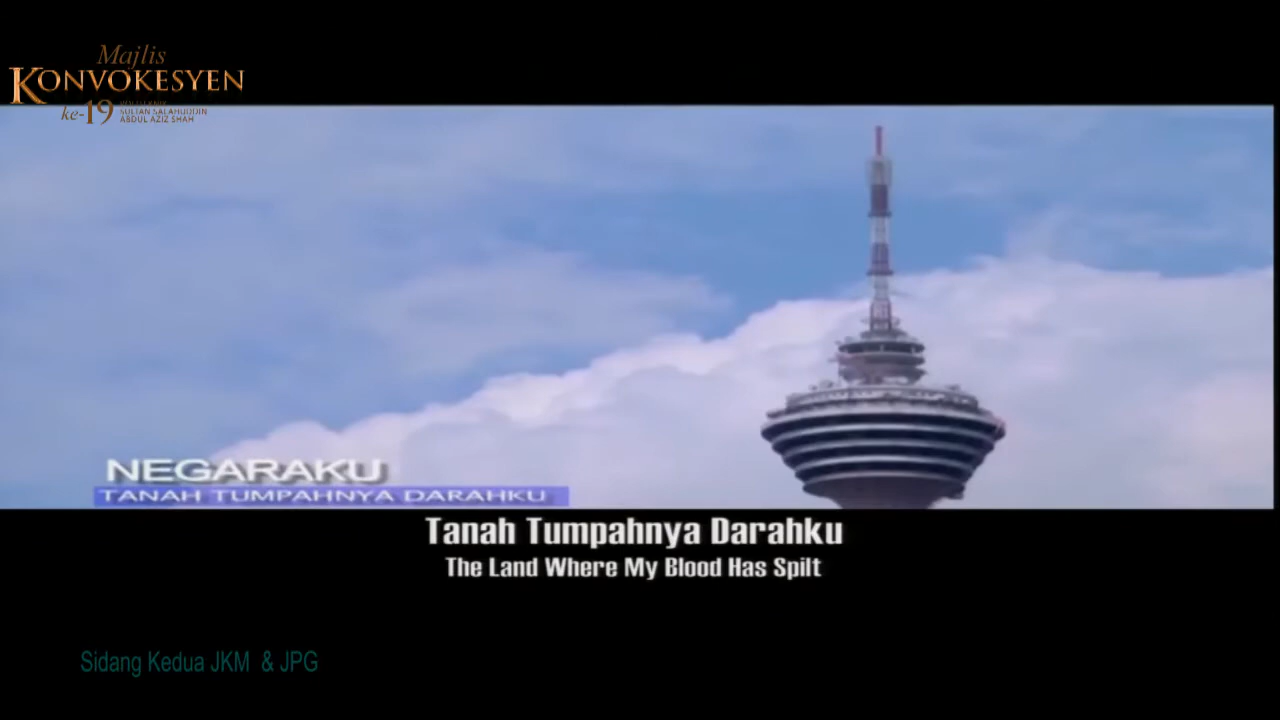 Majlis
KONVOKESYEN
ke-19
SULTAN SALAHUDDIN
ABDUL AZIZ SHAH
NEGARAKU
TANAH TUMPAHNYA DARAHKU
Tanah Tumpahnya Darahku
The Land Where My Blood Has Spilt
Sidang Kedua JKM & JPG